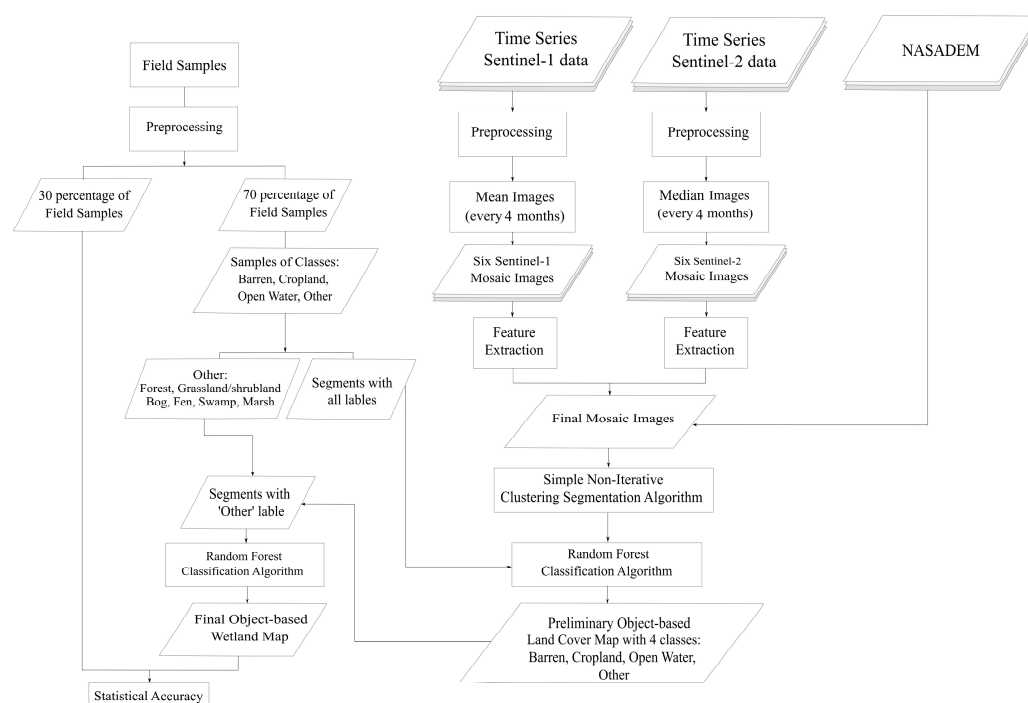 Time Series
Sentinel-1 data
Time Series
Sentinel-2 data
NASADEM
Field Samples
Preprocessing
Preprocessing
Preprocessing
30 percentage of
Field Samples
70 percentage of
Field Samples
Mean Images
(every 4 months)
Median Images
(every 4 months)
Samples of Classes:
Barren, Cropland,
Open Water, Other
Six Sentinel-1
Mosaic Images
Six Sentinel-2
Mosaic Images
Feature
Extraction
Feature
Extraction
Other:
Forest, Grassland/shrubland
Bog, Fen, Swamp, Marsh
Segments with
all lables
Final Mosaic Images
Simple Non-Iterative
Clustering Segmentation Algorithm
Segments with
'Other' lable
Random Forest
Classification Algorithm
Random Forest
Classification Algorithm
Final Object-based
Wetland Map
Preliminary Object-based
Land Cover Map with 4 classes:
Barren, Cropland, Open Water,
Other
Statistical Accuracy